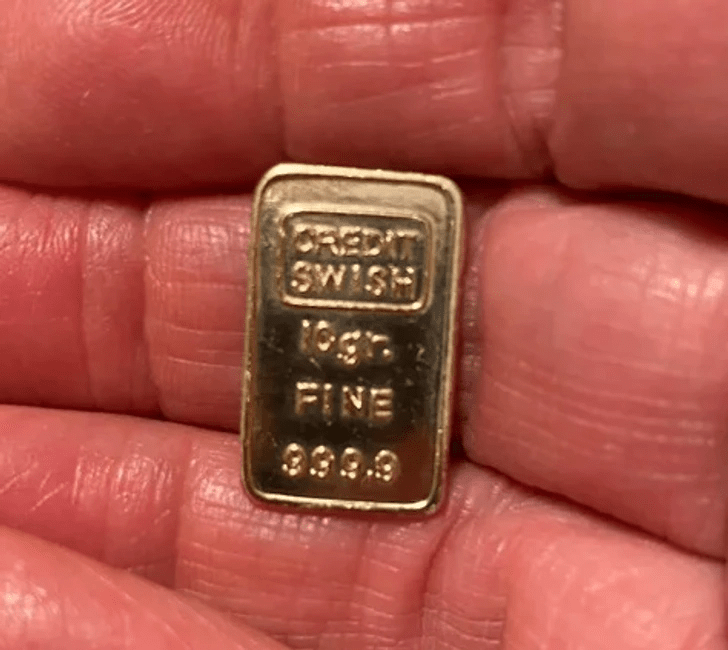 CREDIT
SWISH
10gr.
FINE
999.9